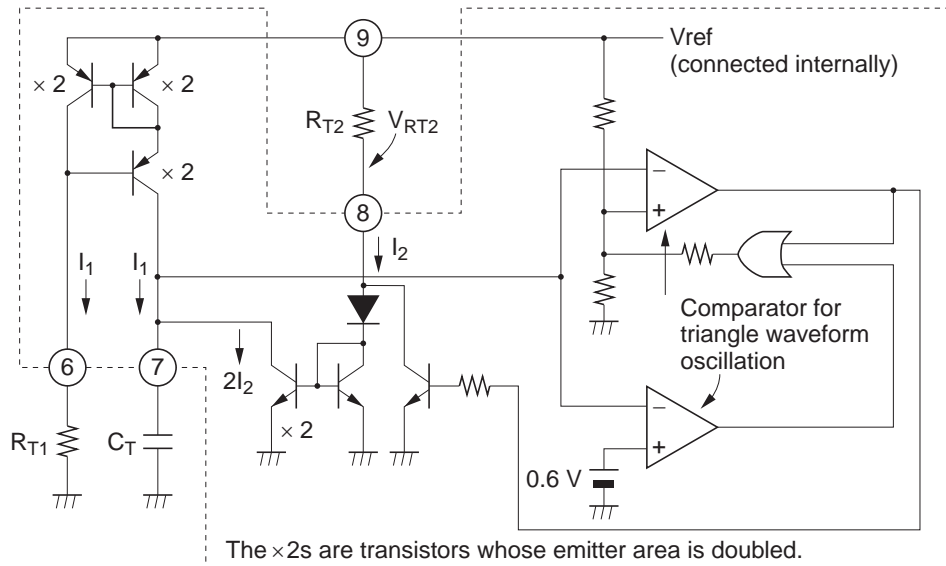 9
Vref
(connected internally)
× 2
× 2
R_T2
V_RT2
× 2
8
−
+
I_1
I_1
I_2
Comparator for
triangle waveform
oscillation
6
7
2I_2
× 2
R_T1
C_T
−
+
0.6 V
The ×2s are transistors whose emitter area is doubled.